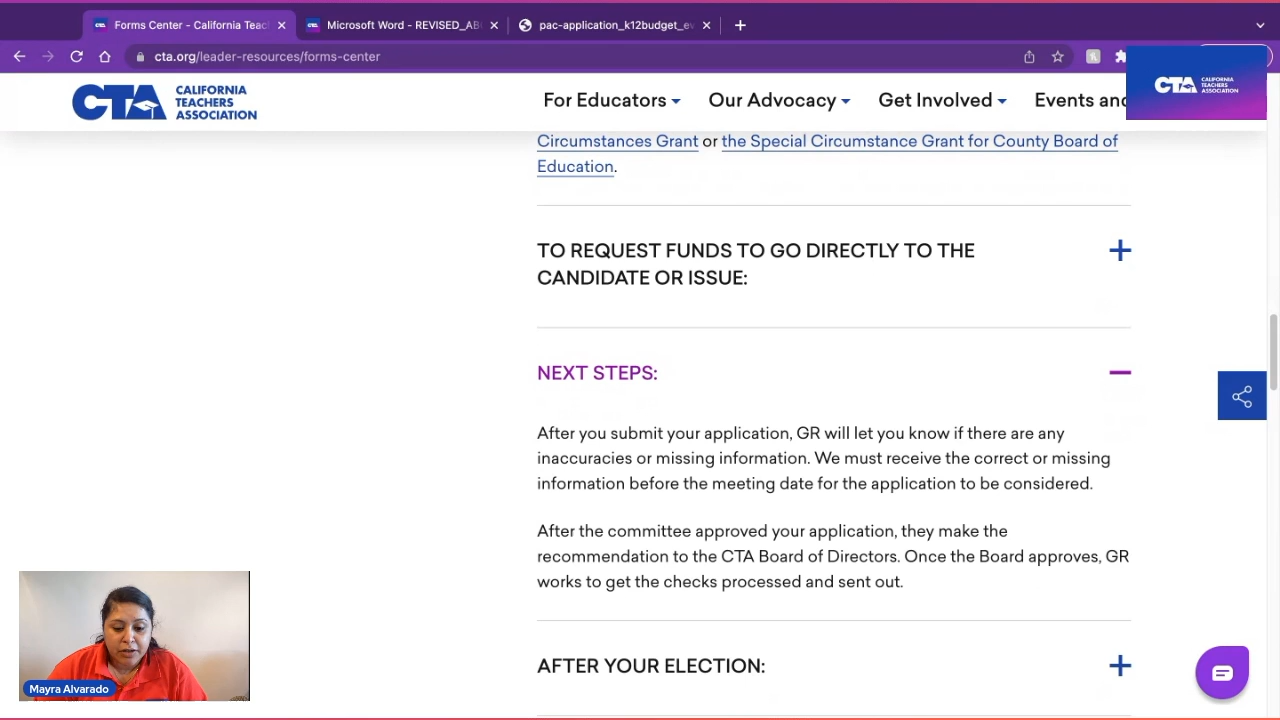 Forms Center - California Teac
Microsoft Word - REVISED_AB
pac-application_k12budget_ev
cta.org/leader-resources/forms-center
CTA CALIFORNIA
TEACHERS
ASSOCIATION
For Educators
Our Advocacy
Get Involved
Events and
CTA CALIFORNIA
TEACHERS
ASSOCIATION
Circumstances Grant or the Special Circumstance Grant for County Board of
Education.
TO REQUEST FUNDS TO GO DIRECTLY TO THE
CANDIDATE OR ISSUE:
NEXT STEPS:
After you submit your application, GR will let you know if there are any
inaccuracies or missing information. We must receive the correct or missing
information before the meeting date for the application to be considered.
After the committee approved your application, they make the
recommendation to the CTA Board of Directors. Once the Board approves, GR
works to get the checks processed and sent out.
AFTER YOUR ELECTION:
Mayra Alvarado